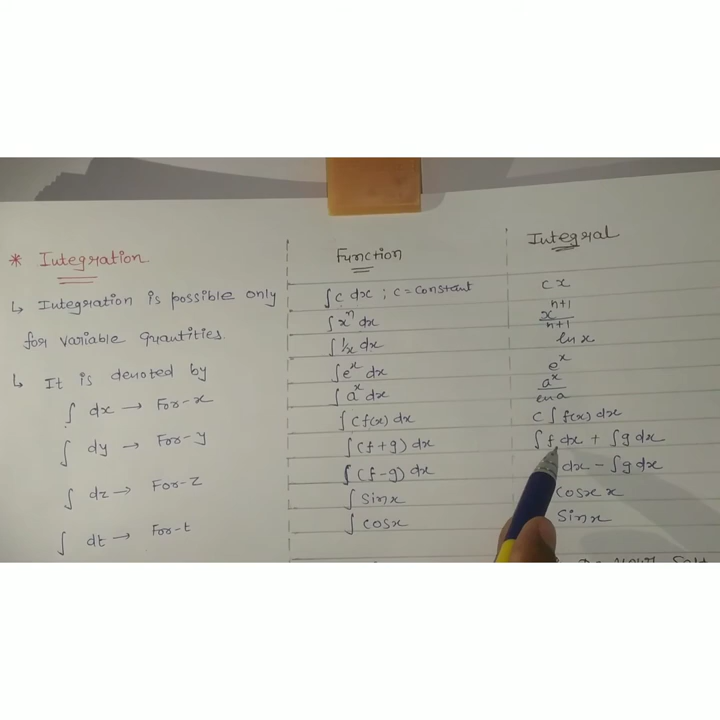 * Integration
↳ Integration is possible only
for variable quantities.
↳ It is denoted by
∫ dx → For-x
∫ dy → For-y
∫ dz → For-z
∫ dt → For-t
Function
∫c dx ; c = constant
∫xⁿ dx
∫1/x dx
∫eˣ dx
∫aˣ dx
∫cf(x) dx
∫(f+g) dx
∫(f-g) dx
∫sinx
∫cosx
Integral
cx
xⁿ⁺¹/n+1
ln x
eˣ
aˣ/lna
c∫f(x) dx
∫f dx + ∫g dx
dx - ∫g dx
cosx x
sinx